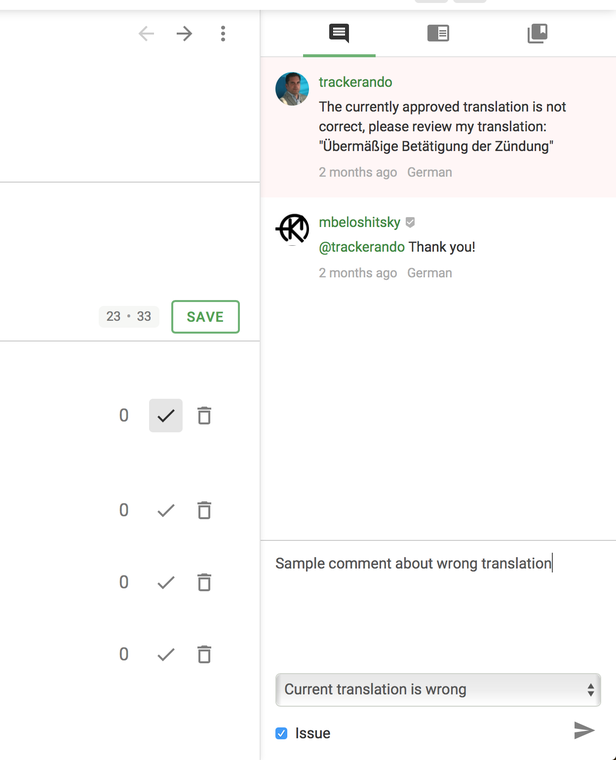 trackerando
The currently approved translation is not
correct, please review my translation:
"Übermäßige Betätigung der Zündung"
2 months ago German
mbeloshitsky
@trackerando Thank you!
2 months ago German
23 • 33
SAVE
0
0
0
0
Sample comment about wrong translation
Current translation is wrong
Issue